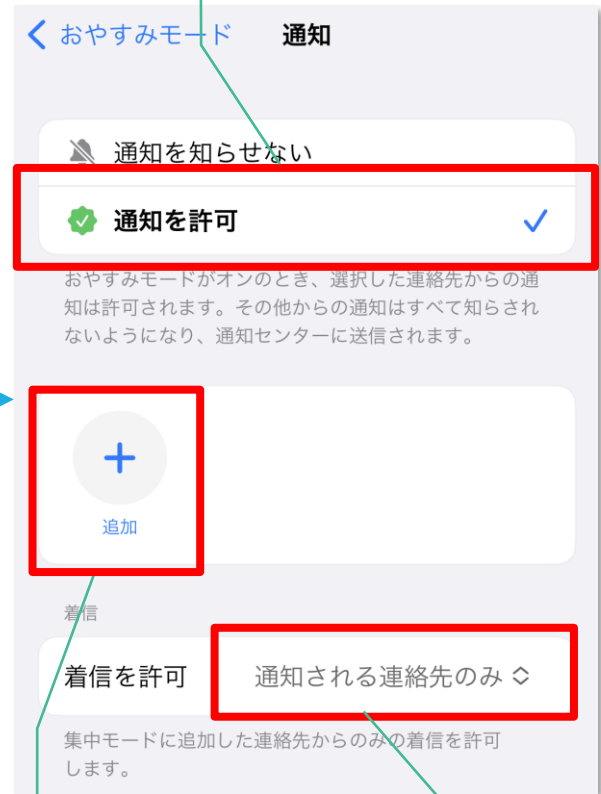 おやすみモード 通知
通知を知らせない
通知を許可
おやすみモードがオンのとき、選択した連絡先からの通
知は許可されます。その他からの通知はすべて知らされ
ないようになり、通知センターに送信されます。
追加
着信
着信を許可 通知される連絡先のみ
集中モードに追加した連絡先からのみの着信を許可
します。